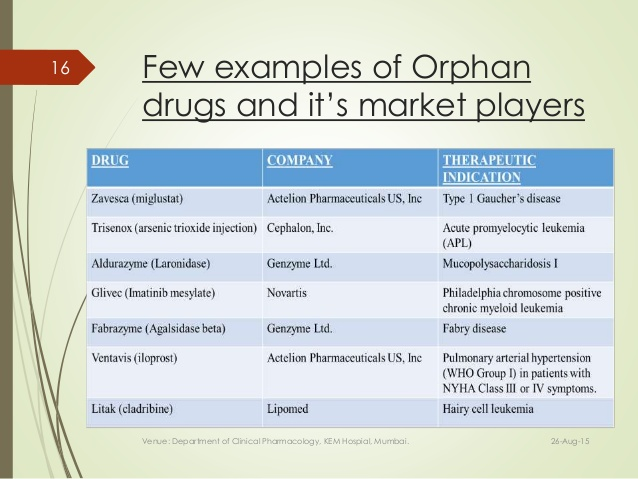 16
Few examples of Orphan
drugs and it's market players
DRUG COMPANY THERAPEUTIC
INDICATION
Zavesca (miglustat) Actelion Pharmaceuticals US, Inc Type 1 Gaucher's disease
Trisenox (arsenic trioxide injection) Cephalon, Inc. Acute promyelocytic leukemia
(APL)
Aldurazyme (Laronidase) Genzyme Ltd. Mucopolysaccharidosis I
Glivec (Imatinib mesylate) Novartis Philadelphia chromosome positive
chronic myeloid leukemia
Fabrazyme (Agalsidase beta) Genzyme Ltd. Fabry disease
Ventavis (iloprost) Actelion Pharmaceuticals US, Inc Pulmonary arterial hypertension
(WHO Group I) in patients with
NYHA Class III or IV symptoms.
Litak (cladribine) Lipomed Hairy cell leukemia
Venue: Department of Clinical Pharmacology, KEM Hospial, Mumbai. 26-Aug-15